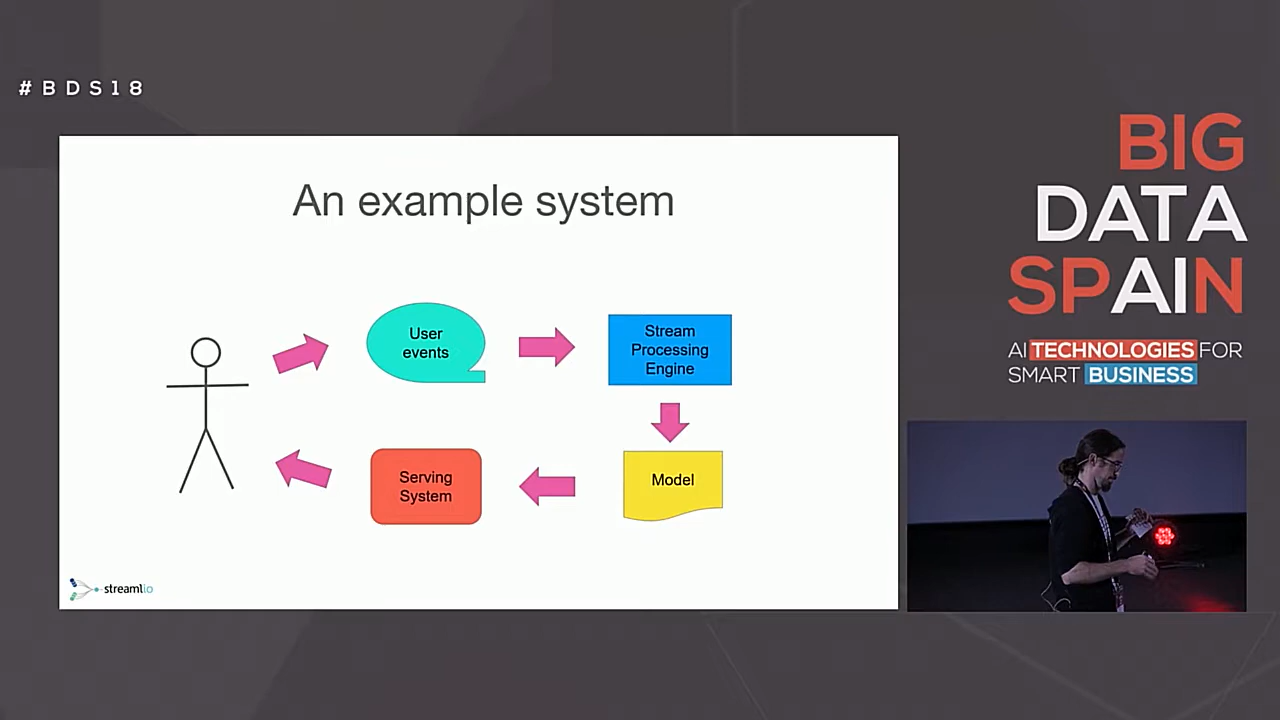 #BDS18
An example system
User
events
Stream
Processing
Engine
Model
Serving
System
streamlio
BIG
DATA
SPAIN
AI TECHNOLOGIES FOR
SMART BUSINESS